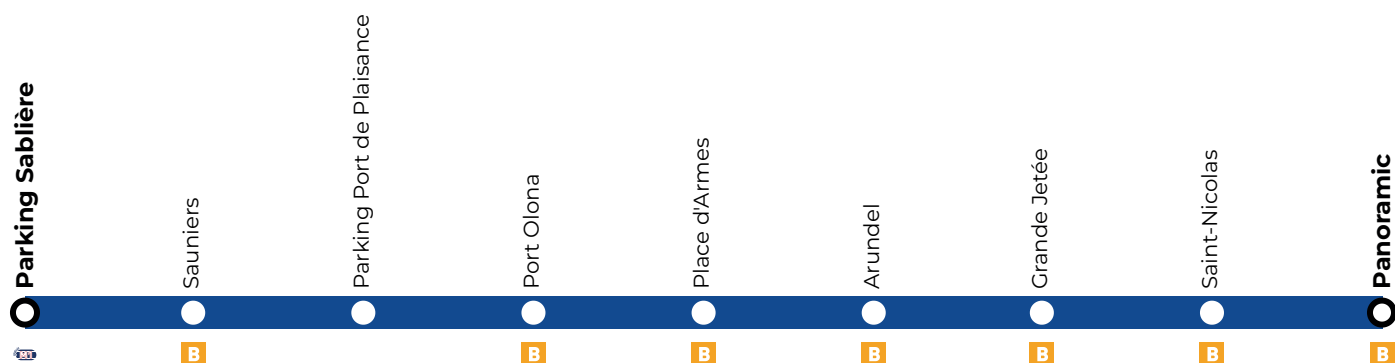 Parking Sablière
Sauniers
Parking Port de Plaisance
Port Olona
Place d'Armes
Arundel
Grande Jetée
Saint-Nicolas
Panoramic
B
B
B
B
B
B
B